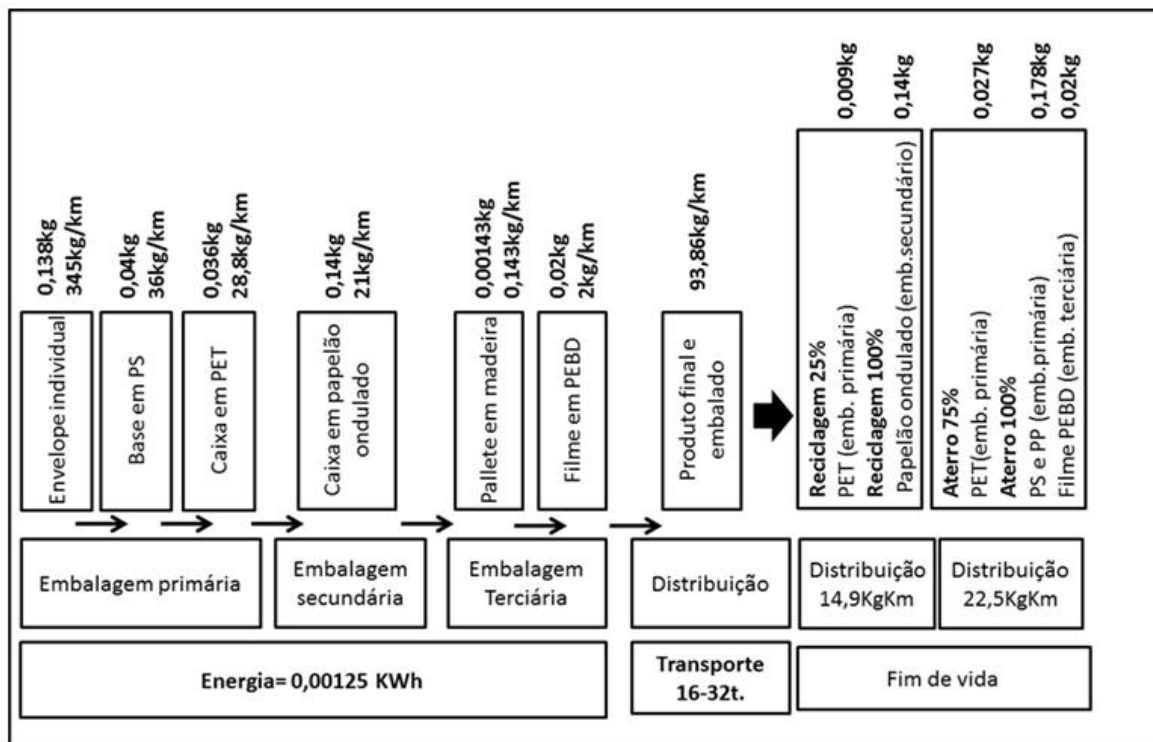 0,138kg
345kg/km
0,04kg
36kg/km
0,036kg
28,8kg/km
0,14kg
21kg/km
0,00143kg
0,143kg/km
0,02kg
2kg/km
93,86kg/km
0,009kg
0,14kg
0,027kg
0,178kg
0,02kg
Envelope individual
Base em PS
Caixa em PET
Caixa em papelão
ondulado
Pallete em madeira
Filme em PEBD
Produto final e
embalado
Reciclagem 25%
PET (emb. primária)
Reciclagem 100%
Papelão ondulado (emb.secundário)
Aterro 75%
PET(emb. primária)
Aterro 100%
PS e PP (emb.primária)
Filme PEBD (emb. terciária)
Embalagem primária
Embalagem
secundária
Embalagem
Terciária
Distribuição
Distribuição
14,9KgKm
Distribuição
22,5KgKm
Energia= 0,00125 KWh
Transporte
16-32t.
Fim de vida